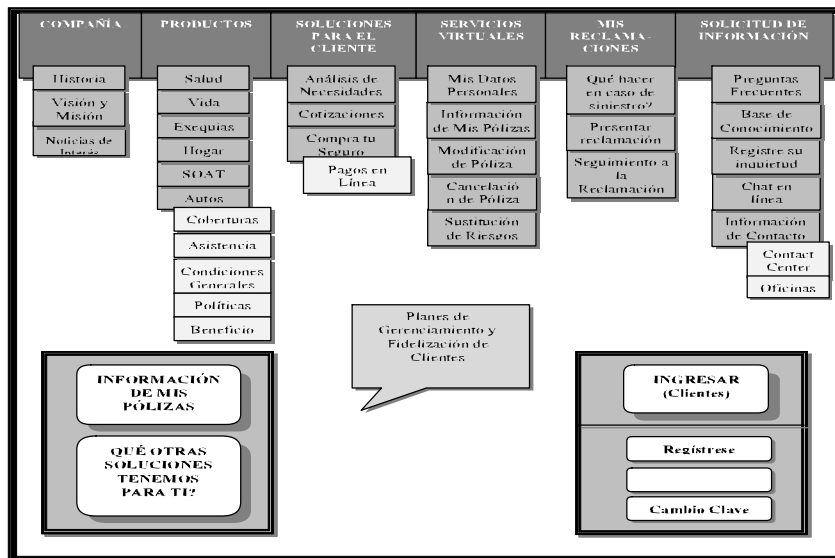 COMPAÑÍA
PRODUCTOS
SOLUCIONES
PARA EL
CLIENTE
SERVICIOS
VIRTUALES
MIS
RECLAMA-
CIONES
SOLICITUD DE
INFORMACIÓN
Historia
Visión y
Misión
Noticias de
Interés
Salud
Vida
Exequias
Hogar
SOAT
Autos
Coberturas
Asistencia
Condiciones
Generales
Políticas
Beneficio
Análisis de
Necesidades
Cotizaciones
Compra tu
Seguro
Pagos en
Línea
Mis Datos
Personales
Información
de Mis Pólizas
Modificación
de Póliza
Cancelació
n de Póliza
Sustitución
de Riesgos
Qué hacer
en caso de
siniestro?
Presentar
reclamación
Seguimiento a
la
Reclamación
Preguntas
Frecuentes
Base de
Conocimiento
Registre su
inquietud
Chat en
línea
Información
de Contacto
Contact
Center
Oficinas
Planes de
Gerenciamiento y
Fidelización de
Clientes
INFORMACIÓN
DE MIS
PÓLIZAS
QUÉ OTRAS
SOLUCIONES
TENEMOS
PARA TI?
INGRESAR
(Clientes)
Regístrese
Cambio Clave